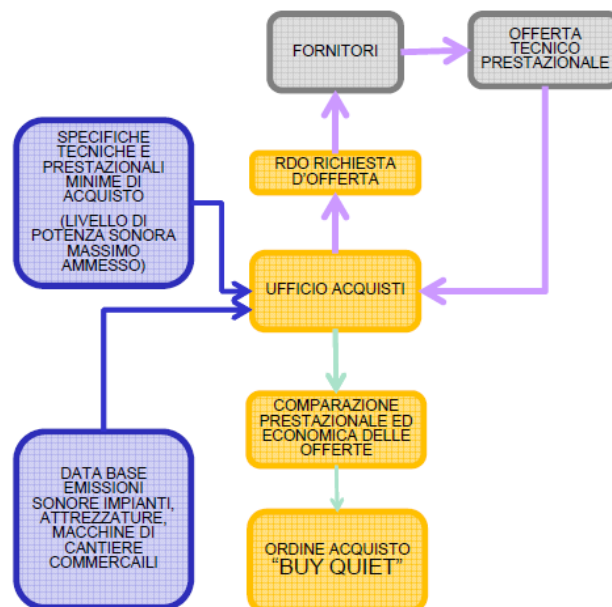 FORNITORI
OFFERTA
TECNICO
PRESTAZIONALE
SPECIFICHE
TECNICHE E
PRESTAZIONALI
MINIME DI
ACQUISTO
(LIVELLO DI
POTENZA SONORA
MASSIMO
AMMESSO)
RDO RICHIESTA
D'OFFERTA
UFFICIO ACQUISTI
COMPARAZIONE
PRESTAZIONALE ED
ECONOMICA DELLE
OFFERTE
DATA BASE
EMISSIONI
SONORE IMPIANTI,
ATTREZZATURE,
MACCHINE DI
CANTIERE
COMMERCAILI
ORDINE ACQUISTO
“BUY QUIET”